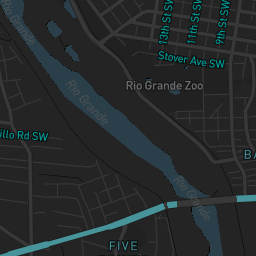 13th St SW
11th St SW
9th St SW
Stover Ave SW
Rio Grande Zoo
Rio Grande
Rio Grande
illo Rd SW
BA
Rio Grande
FIVE